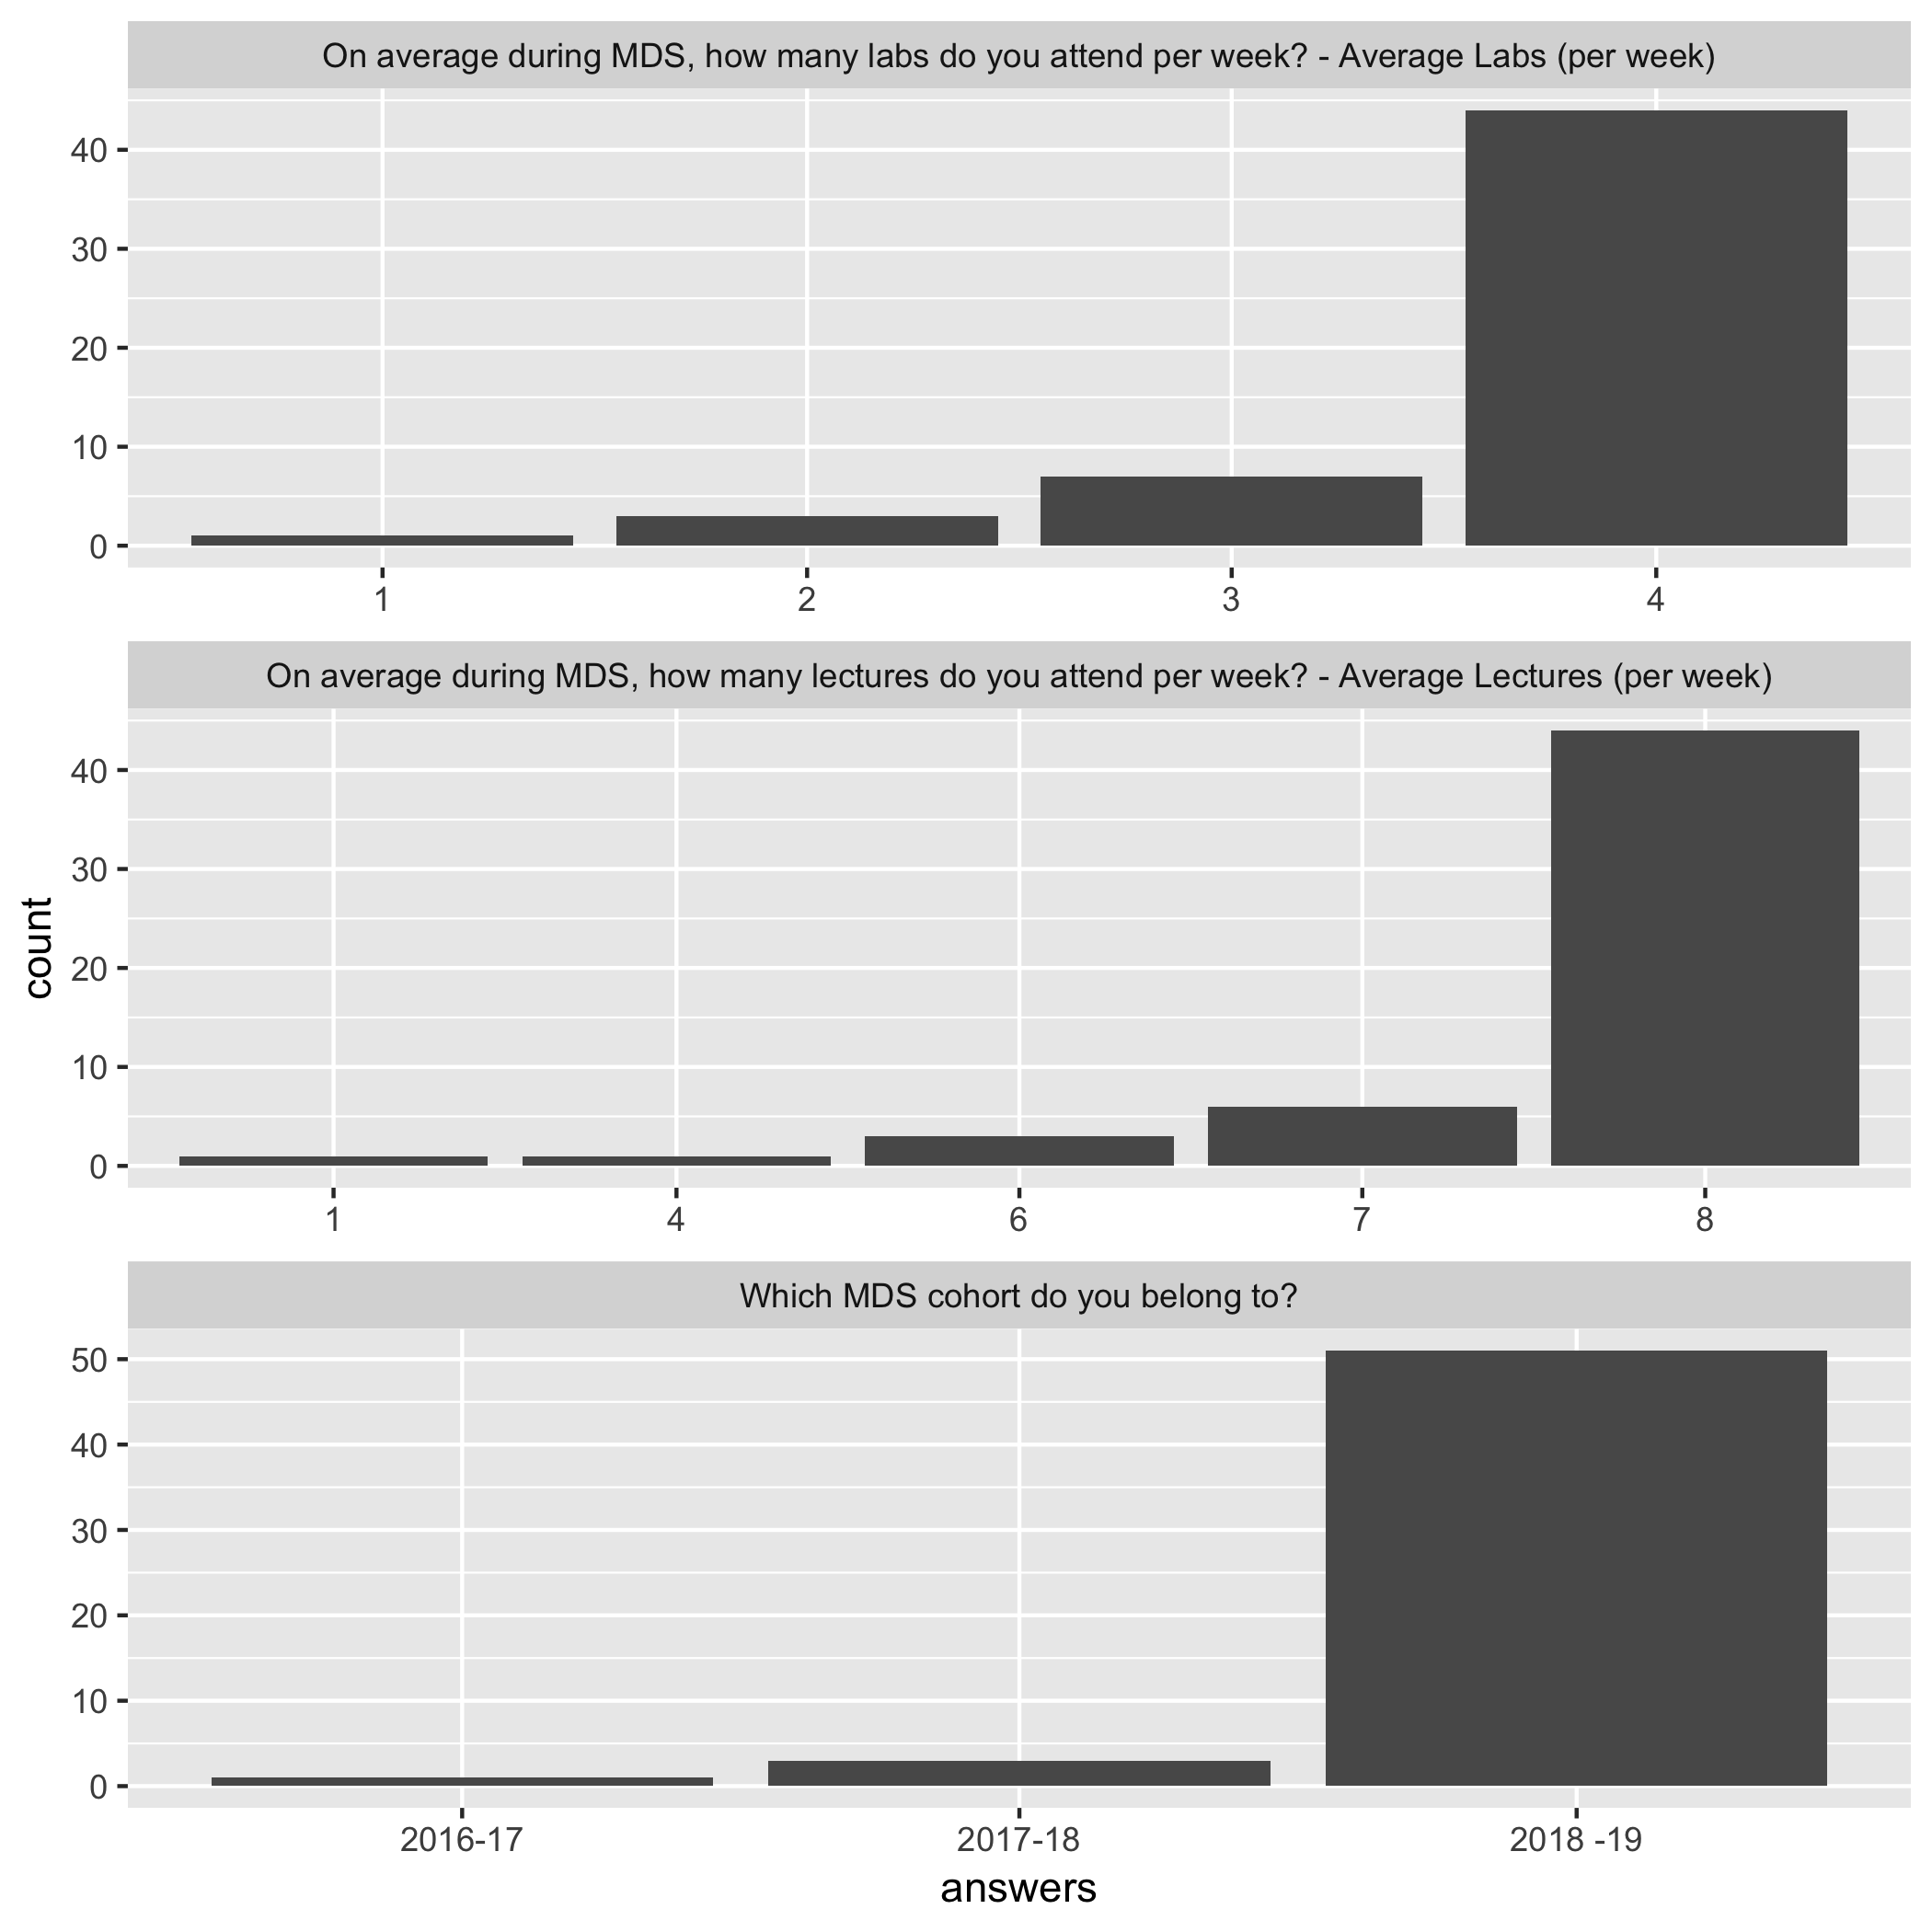 On average during MDS, how many labs do you attend per week? - Average Labs (per week)
40
30
20
10
0
1 2 3 4
On average during MDS, how many lectures do you attend per week? - Average Lectures (per week)
40
30
20
10
0
1 4 6 7 8
Which MDS cohort do you belong to?
50
40
30
20
10
0
2016-17 2017-18 2018 -19
answers
count